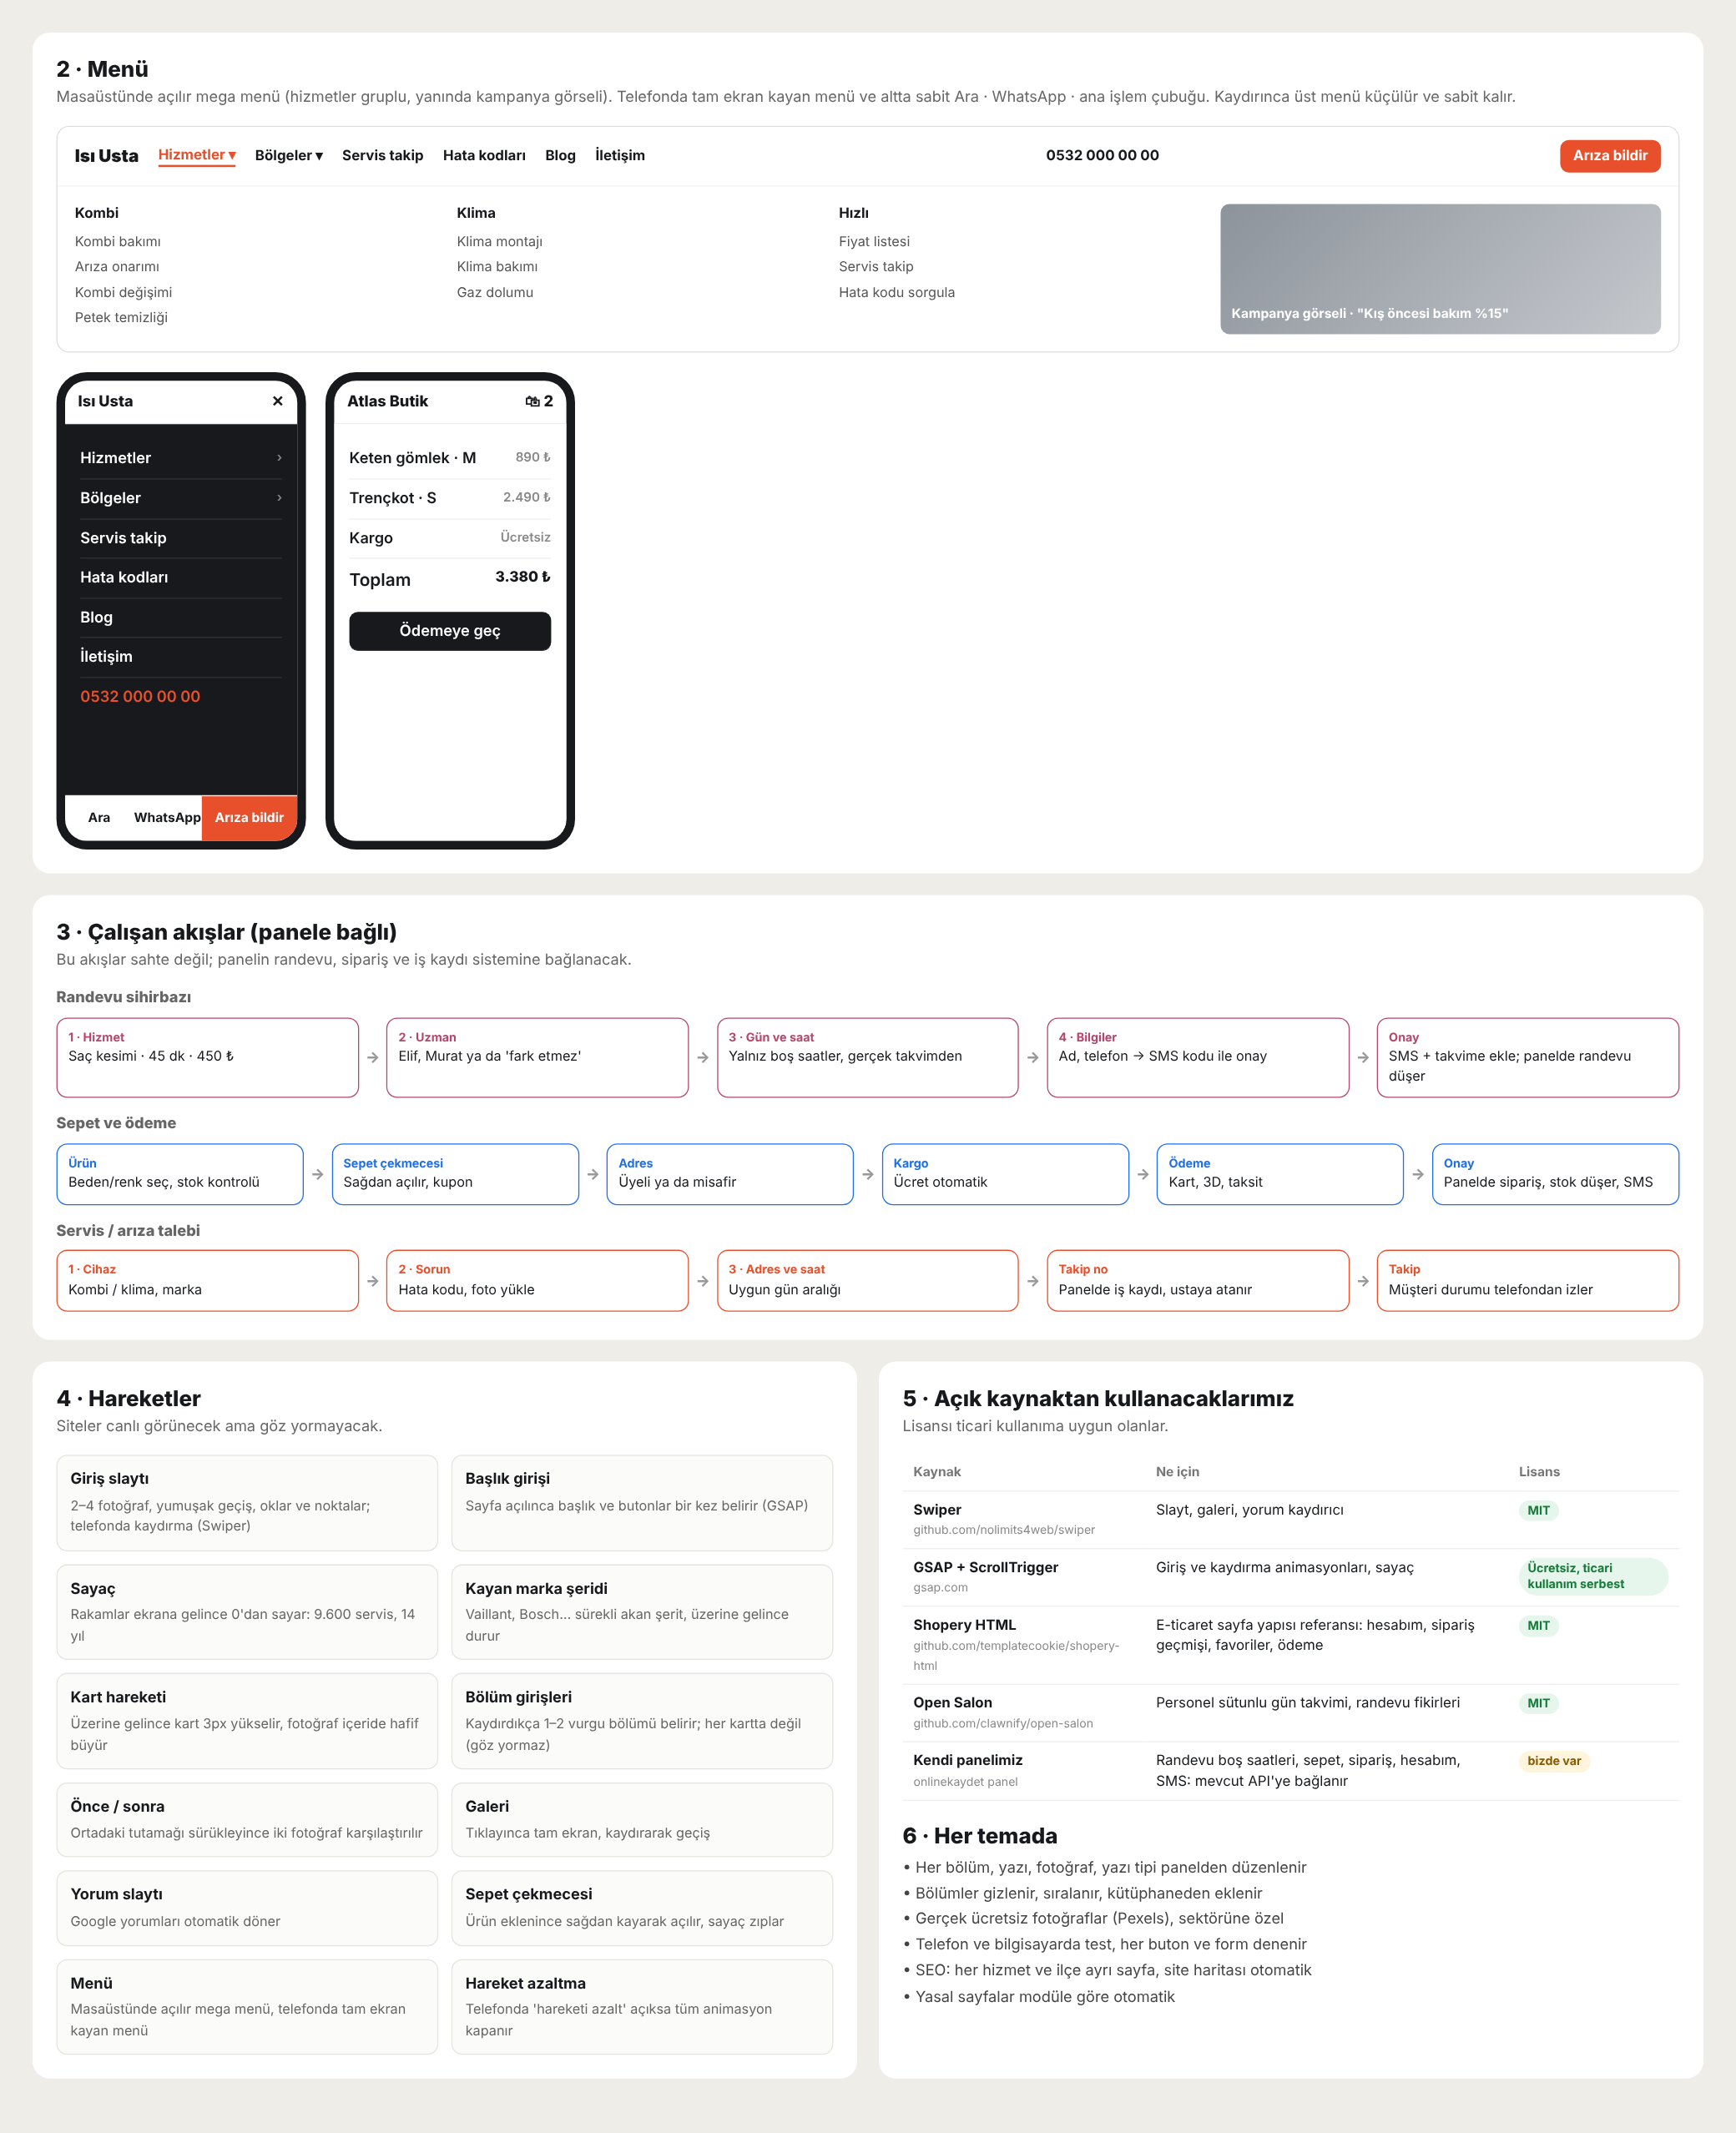 2 · Menü
Masaüstünde açılır mega menü (hizmetler gruplu, yanında kampanya görseli). Telefonda tam ekran kayan menü ve altta sabit Ara · WhatsApp · ana işlem çubuğu. Kaydırınca üst menü küçülür ve sabit kalır.
Isı Usta Hizmetler ▾ Bölgeler ▾ Servis takip Hata kodları Blog İletişim 0532 000 00 00 Arıza bildir
Kombi
Kombi bakımı
Arıza onarımı
Kombi değişimi
Petek temizliği
Klima
Klima montajı
Klima bakımı
Gaz dolumu
Hızlı
Fiyat listesi
Servis takip
Hata kodu sorgula
Kampanya görseli · "Kış öncesi bakım %15"
Isı Usta ✕
Hizmetler ›
Bölgeler ›
Servis takip
Hata kodları
Blog
İletişim
0532 000 00 00
Ara WhatsApp Arıza bildir
Atlas Butik 🛍 2
Keten gömlek · M 890 ₺
Trençkot · S 2.490 ₺
Kargo Ücretsiz
Toplam 3.380 ₺
Ödemeye geç
3 · Çalışan akışlar (panele bağlı)
Bu akışlar sahte değil; panelin randevu, sipariş ve iş kaydı sistemine bağlanacak.
Randevu sihirbazı
1 · Hizmet
Saç kesimi · 45 dk · 450 ₺
→
2 · Uzman
Elif, Murat ya da 'fark etmez'
→
3 · Gün ve saat
Yalnız boş saatler, gerçek takvimden
→
4 · Bilgiler
Ad, telefon → SMS kodu ile onay
→
Onay
SMS + takvime ekle; panelde randevu
düşer
Sepet ve ödeme
Ürün
Beden/renk seç, stok kontrolü
→
Sepet çekmecesi
Sağdan açılır, kupon
→
Adres
Üyeli ya da misafir
→
Kargo
Ücret otomatik
→
Ödeme
Kart, 3D, taksit
→
Onay
Panelde sipariş, stok düşer, SMS
Servis / arıza talebi
1 · Cihaz
Kombi / klima, marka
→
2 · Sorun
Hata kodu, foto yükle
→
3 · Adres ve saat
Uygun gün aralığı
→
Takip no
Panelde iş kaydı, ustaya atanır
→
Takip
Müşteri durumu telefondan izler
4 · Hareketler
Siteler canlı görünecek ama göz yormayacak.
Giriş slaytı
2–4 fotoğraf, yumuşak geçiş, oklar ve noktalar;
telefonda kaydırma (Swiper)
Başlık girişi
Sayfa açılınca başlık ve butonlar bir kez belirir (GSAP)
Sayaç
Rakamlar ekrana gelince 0'dan sayar: 9.600 servis, 14
yıl
Kayan marka şeridi
Vaillant, Bosch… sürekli akan şerit, üzerine gelince
durur
Kart hareketi
Üzerine gelince kart 3px yükselir, fotoğraf içeride hafif
büyür
Bölüm girişleri
Kaydırdıkça 1–2 vurgu bölümü belirir; her kartta değil
(göz yormaz)
Önce / sonra
Ortadaki tutamağı sürükleyince iki fotoğraf karşılaştırılır
Galeri
Tıklayınca tam ekran, kaydırarak geçiş
Yorum slaytı
Google yorumları otomatik döner
Sepet çekmecesi
Ürün eklenince sağdan kayarak açılır, sayaç zıplar
Menü
Masaüstünde açılır mega menü, telefonda tam ekran
kayan menü
Hareket azaltma
Telefonda 'hareketi azalt' açıksa tüm animasyon
kapanır
5 · Açık kaynaktan kullanacaklarımız
Lisansı ticari kullanıma uygun olanlar.
Kaynak Ne için Lisans
Swiper
github.com/nolimits4web/swiper
Slayt, galeri, yorum kaydırıcı
MIT
GSAP + ScrollTrigger
gsap.com
Giriş ve kaydırma animasyonları, sayaç
Ücretsiz, ticari
kullanım serbest
Shopery HTML
github.com/templatecookie/shopery-
html
E-ticaret sayfa yapısı referansı: hesabım, sipariş
geçmişi, favoriler, ödeme
MIT
Open Salon
github.com/clawnify/open-salon
Personel sütunlu gün takvimi, randevu fikirleri
MIT
Kendi panelimiz
onlinekaydet panel
Randevu boş saatleri, sepet, sipariş, hesabım,
SMS: mevcut API'ye bağlanır
bizde var
6 · Her temada
• Her bölüm, yazı, fotoğraf, yazı tipi panelden düzenlenir
• Bölümler gizlenir, sıralanır, kütüphaneden eklenir
• Gerçek ücretsiz fotoğraflar (Pexels), sektörüne özel
• Telefon ve bilgisayarda test, her buton ve form denenir
• SEO: her hizmet ve ilçe ayrı sayfa, site haritası otomatik
• Yasal sayfalar modüle göre otomatik